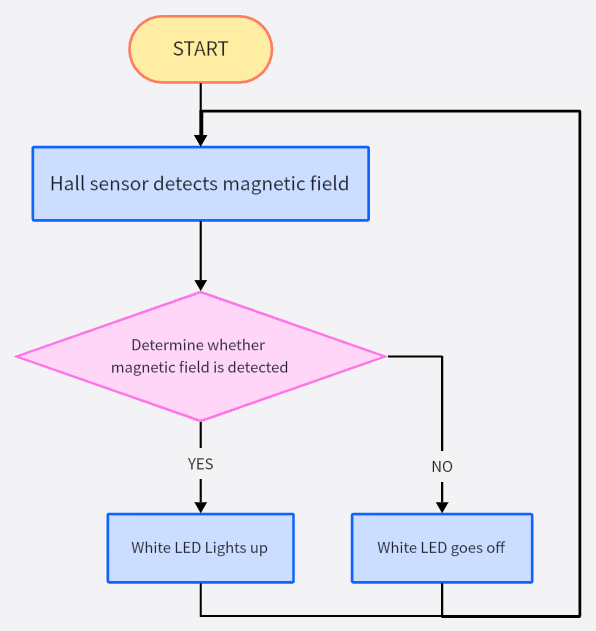 START
Hall sensor detects magnetic field
Determine whether
magnetic field is detected
YES
NO
White LED Lights up
White LED goes off